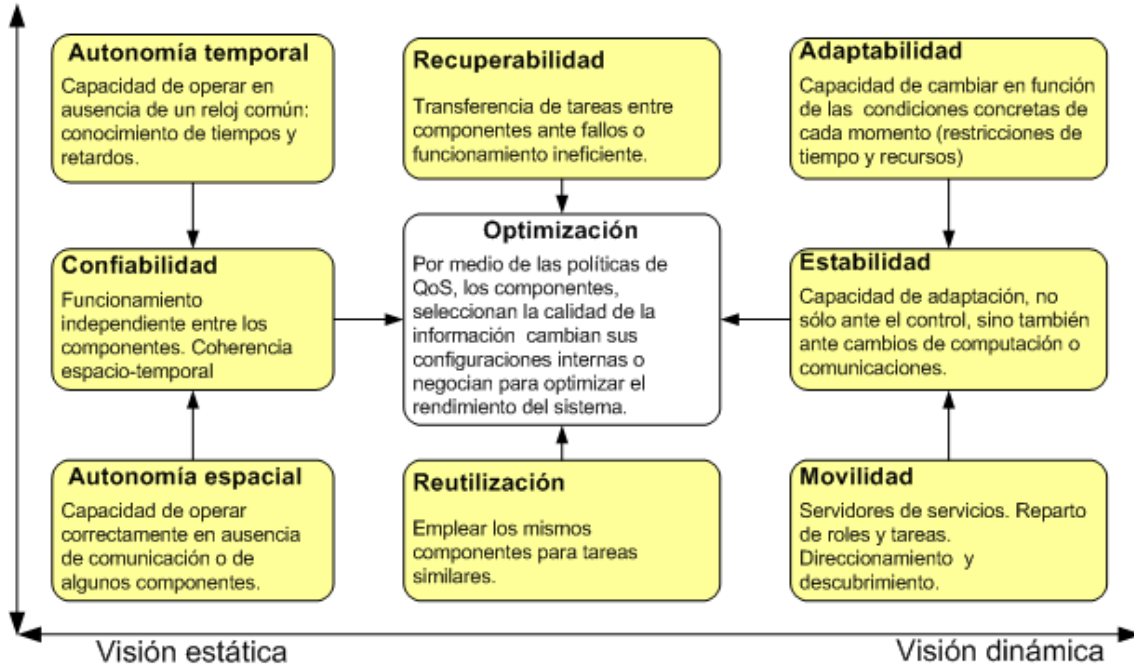 Autonomía temporal
Capacidad de operar en
ausencia de un reloj común:
conocimiento de tiempos y
retardos.
Recuperabilidad
Transferencia de tareas entre
componentes ante fallos o
funcionamiento ineficiente.
Adaptabilidad
Capacidad de cambiar en función
de las condiciones concretas de
cada momento (restricciones de
tiempo y recursos)
Confiabilidad
Funcionamiento
independiente entre los
componentes. Coherencia
espacio-temporal
Optimización
Por medio de las políticas de
QoS, los componentes,
seleccionan la calidad de la
información cambian sus
configuraciones internas o
negocian para optimizar el
rendimiento del sistema.
Estabilidad
Capacidad de adaptación, no
sólo ante el control, sino también
ante cambios de computación o
comunicaciones.
Autonomía espacial
Capacidad de operar
correctamente en ausencia
de comunicación o de
algunos componentes.
Reutilización
Emplear los mismos
componentes para tareas
similares.
Movilidad
Servidores de servicios. Reparto
de roles y tareas.
Direccionamiento y
descubrimiento.
Visión estática
Visión dinámica